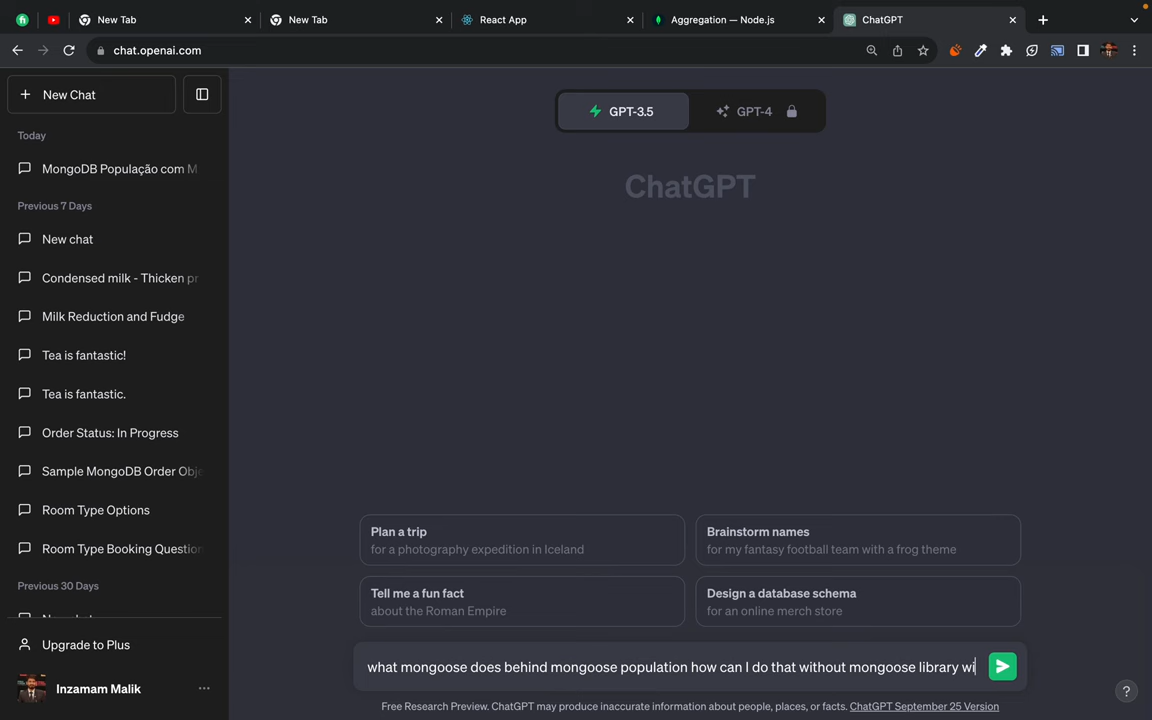 New Tab
New Tab
React App
Aggregation — Node.js
ChatGPT
chat.openai.com
New Chat
GPT-3.5
GPT-4
ChatGPT
Today
MongoDB População com M
Previous 7 Days
New chat
Condensed milk - Thicken pr
Milk Reduction and Fudge
Tea is fantastic!
Tea is fantastic.
Order Status: In Progress
Sample MongoDB Order Obj
Room Type Options
Room Type Booking Question
Previous 30 Days
New chat
Upgrade to Plus
Inzamam Malik
Plan a trip
for a photography expedition in Iceland
Brainstorm names
for my fantasy football team with a frog theme
Tell me a fun fact
about the Roman Empire
Design a database schema
for an online merch store
what mongoose does behind mongoose population how can I do that without mongoose library wi
Free Research Preview. ChatGPT may produce inaccurate information about people, places, or facts. ChatGPT September 25 Version
?